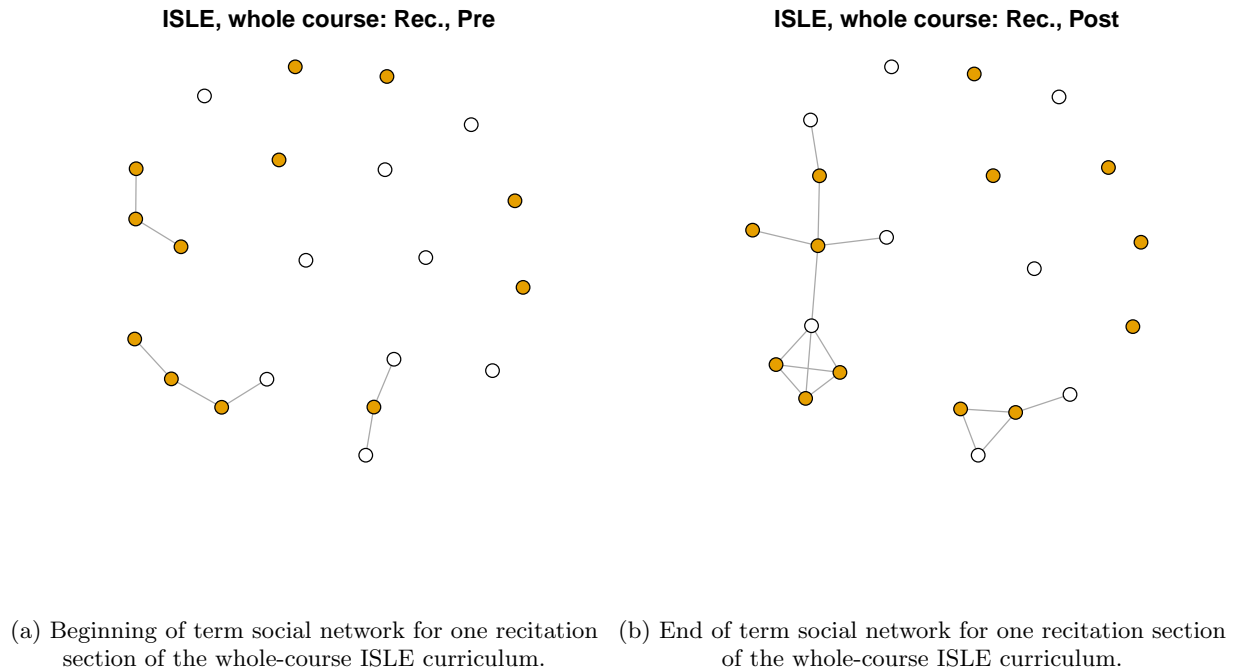 ISLE, whole course: Rec., Pre
ISLE, whole course: Rec., Post
(a) Beginning of term social network for one recitation
section of the whole-course ISLE curriculum.
(b) End of term social network for one recitation section
of the whole-course ISLE curriculum.